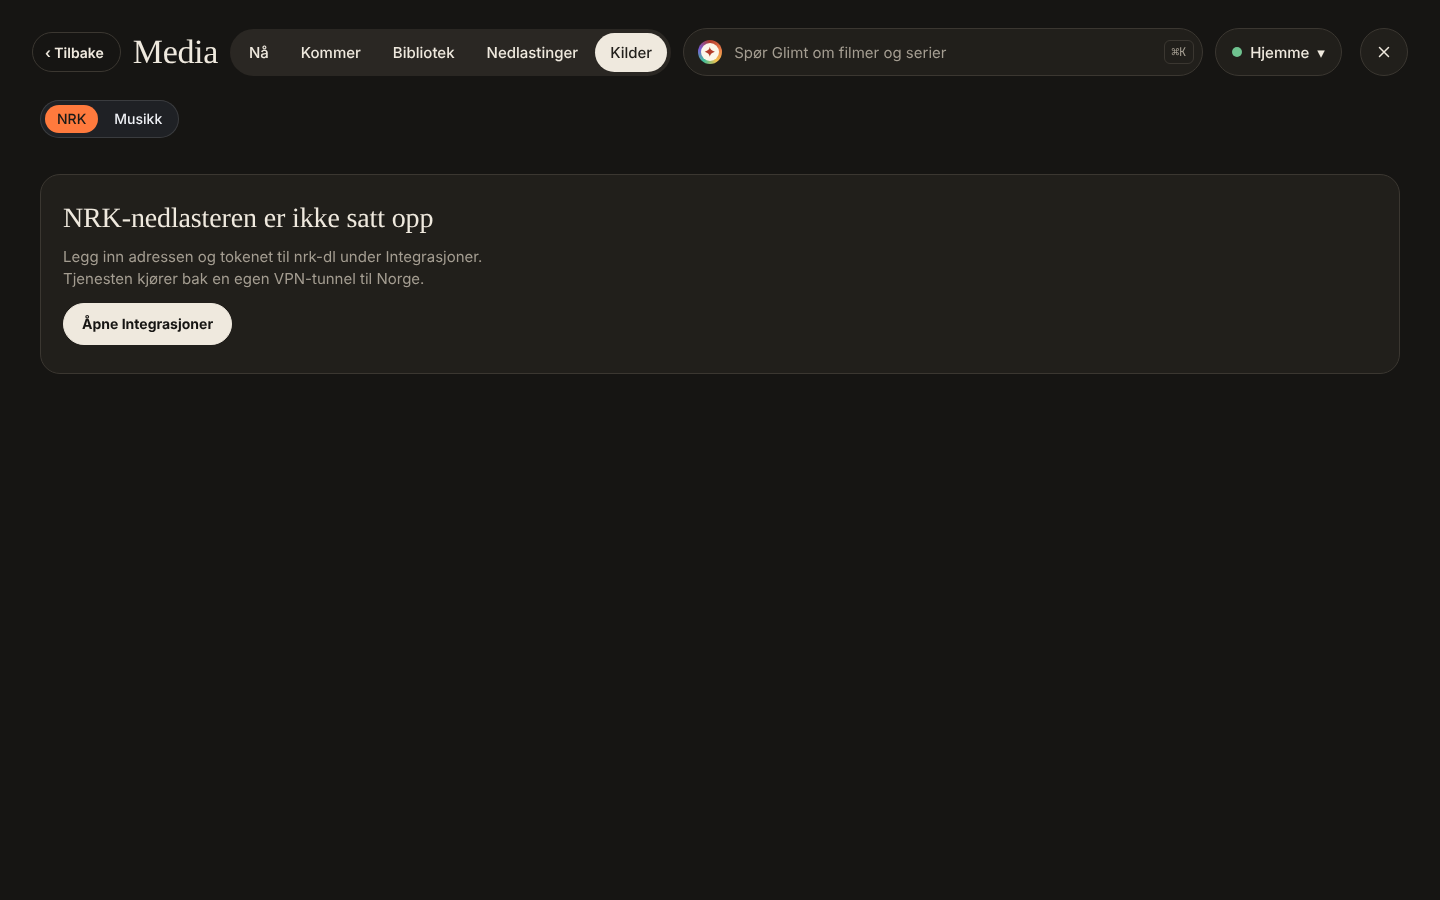 ‹ Tilbake
Media
Nå
Kommer
Bibliotek
Nedlastinger
Kilder
Spør Glimt om filmer og serier
⌘K
Hjemme ▾
×
NRK
Musikk
NRK-nedlasteren er ikke satt opp
Legg inn adressen og tokenet til nrk-dl under Integrasjoner.
Tjenesten kjører bak en egen VPN-tunnel til Norge.
Åpne Integrasjoner